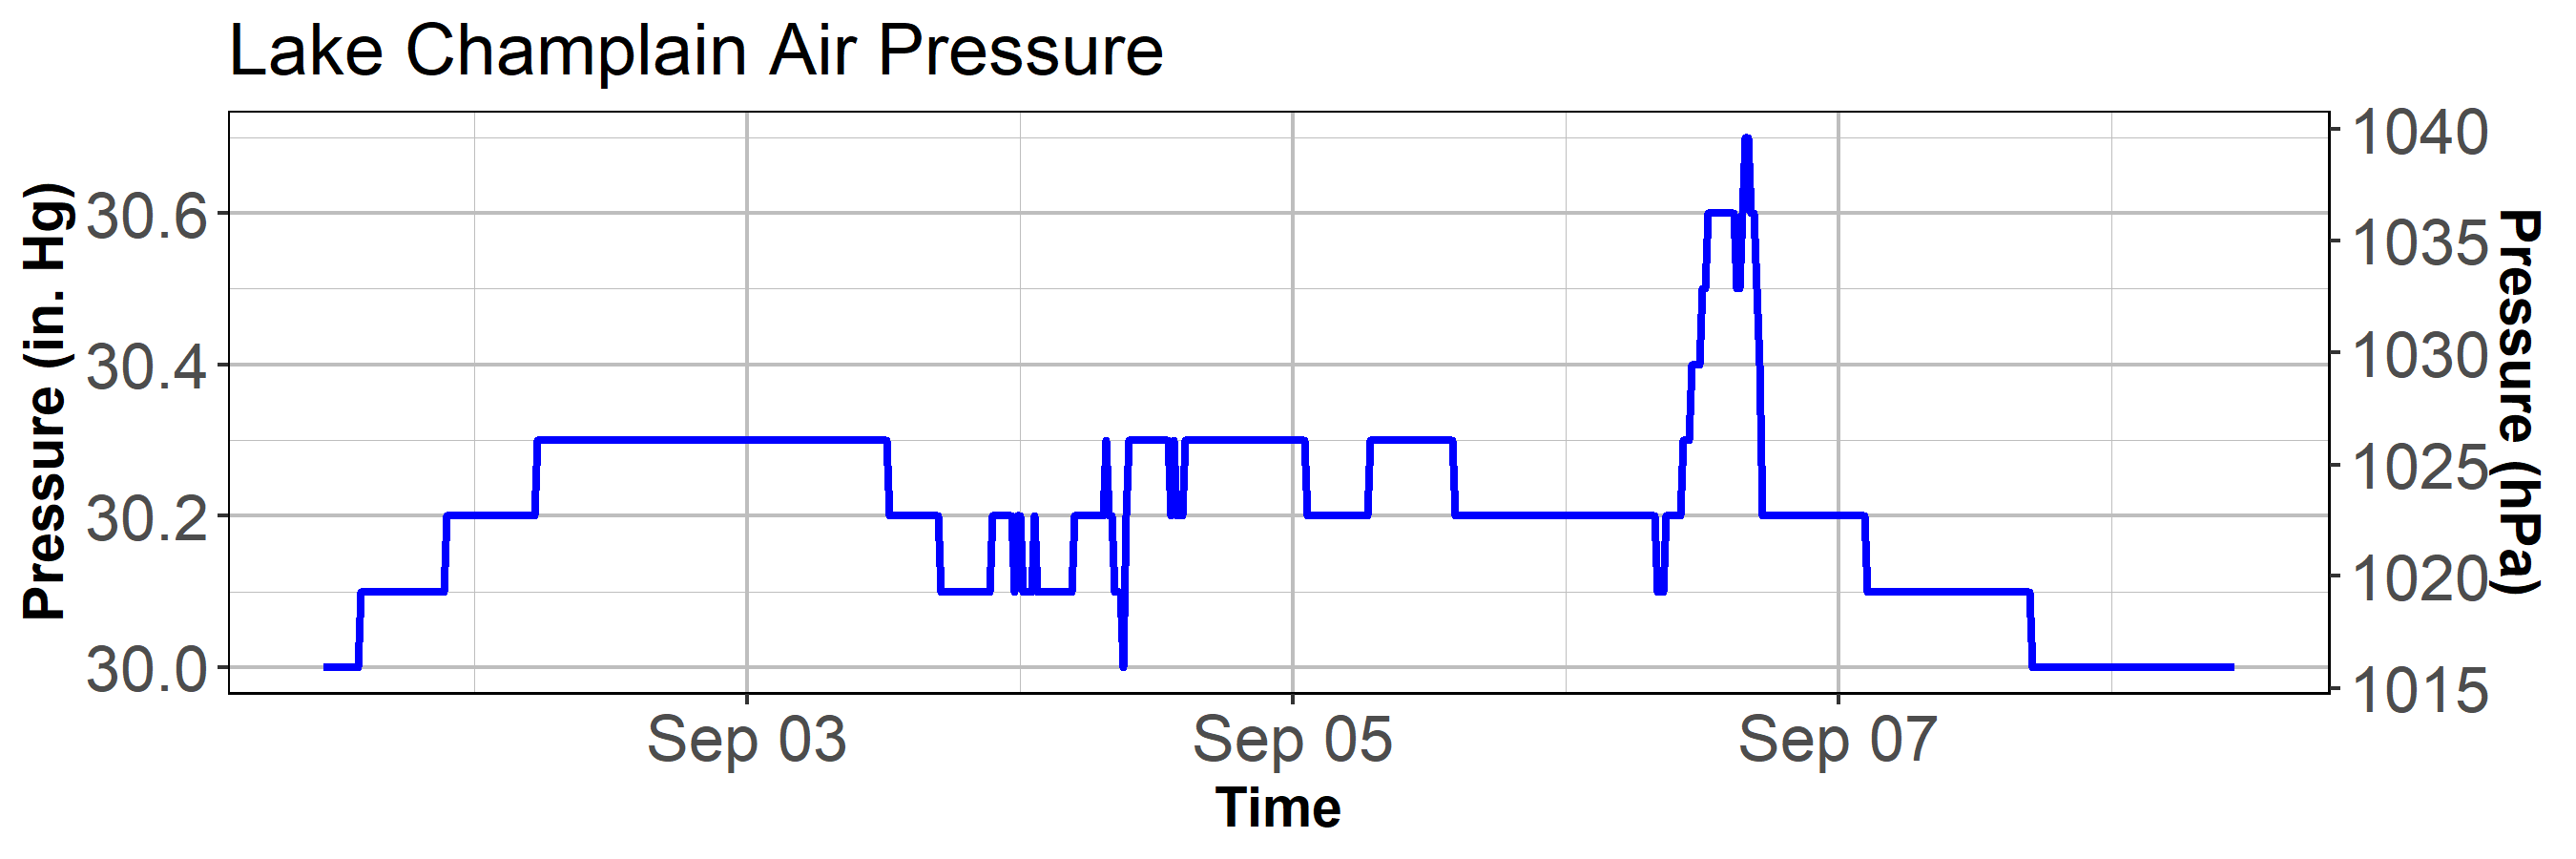 Lake Champlain Air Pressure
Pressure (in. Hg)
30.6
30.4
30.2
30.0
1040
1035
1030
1025
1020
1015
Pressure (hPa)
Sep 03
Sep 05
Sep 07
Time